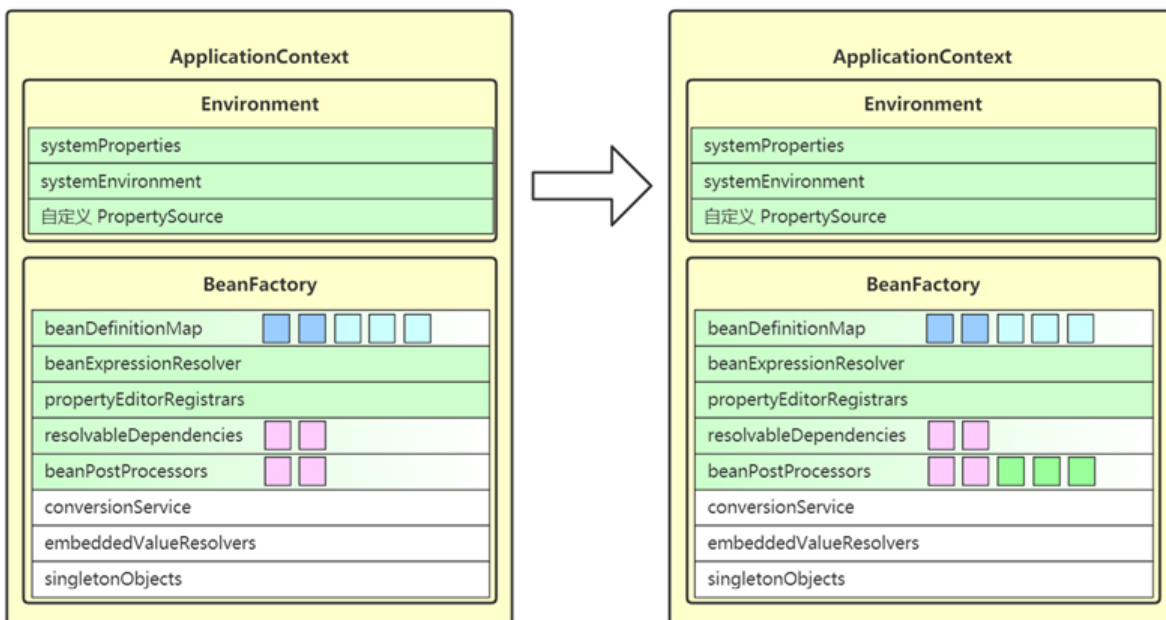 ApplicationContext
Environment
systemProperties
systemEnvironment
自定义 PropertySource
BeanFactory
beanDefinitionMap
beanExpressionResolver
propertyEditorRegistrars
resolvableDependencies
beanPostProcessors
conversionService
embeddedValueResolvers
singletonObjects
ApplicationContext
Environment
systemProperties
systemEnvironment
自定义 PropertySource
BeanFactory
beanDefinitionMap
beanExpressionResolver
propertyEditorRegistrars
resolvableDependencies
beanPostProcessors
conversionService
embeddedValueResolvers
singletonObjects